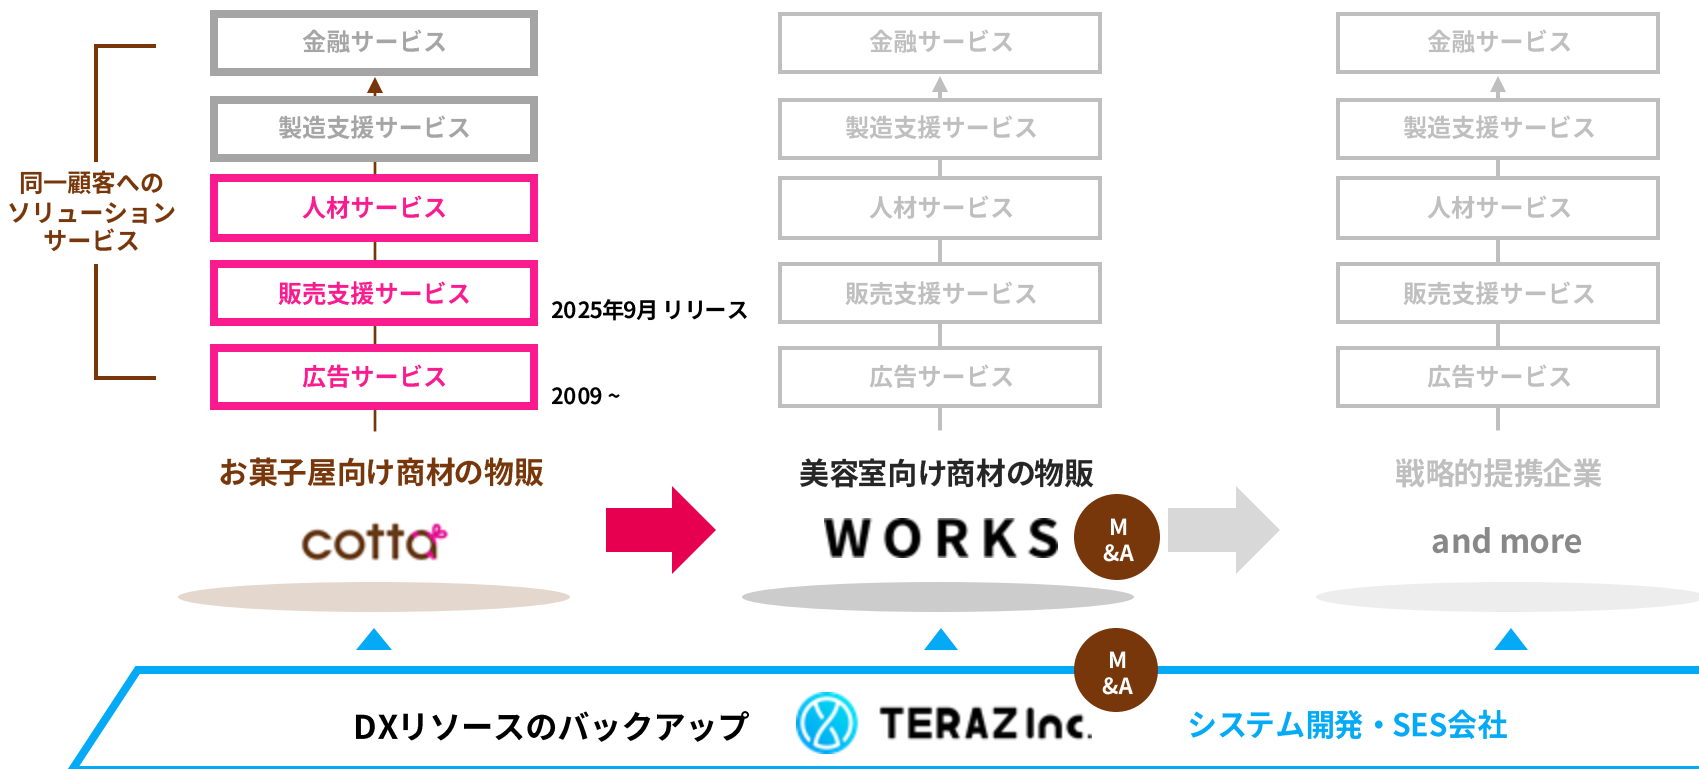 同一顧客への
ソリューション
サービス
金融サービス
製造支援サービス
人材サービス
販売支援サービス
2025年9月 リリース
広告サービス
2009 ~
お菓子屋向け商材の物販
cotta
金融サービス
製造支援サービス
人材サービス
販売支援サービス
広告サービス
美容室向け商材の物販
WORKS
M
&A
金融サービス
製造支援サービス
人材サービス
販売支援サービス
広告サービス
戦略的提携企業
and more
M
&A
DXリソースのバックアップ
TERAZ Inc.
システム開発・SES会社